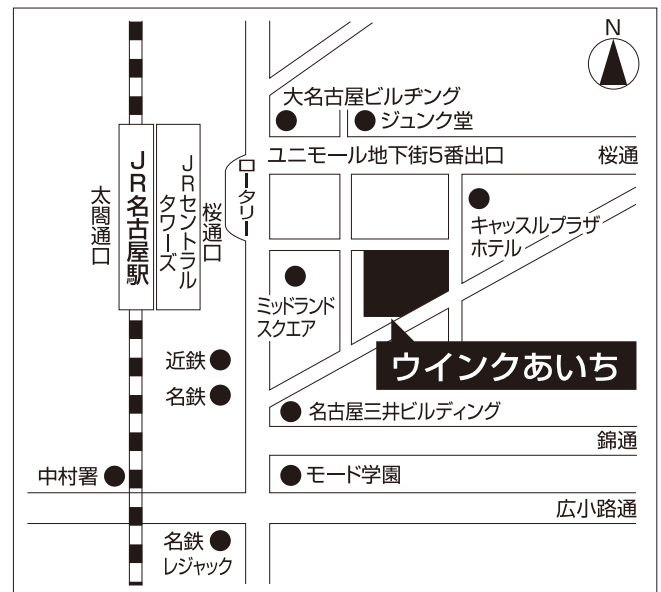 N
大名古屋ビルヂング
ジュンク堂
ユニモール地下街5番出口
桜通
ロータリー
JR名古屋駅
JRセントラル
タワーズ
桜通口
太閤通口
キャッスルプラザ
ホテル
ミッドランド
スクエア
ウインクあいち
近鉄
名鉄
名古屋三井ビルディング
錦通
中村署
モード学園
広小路通
名鉄
レジャック